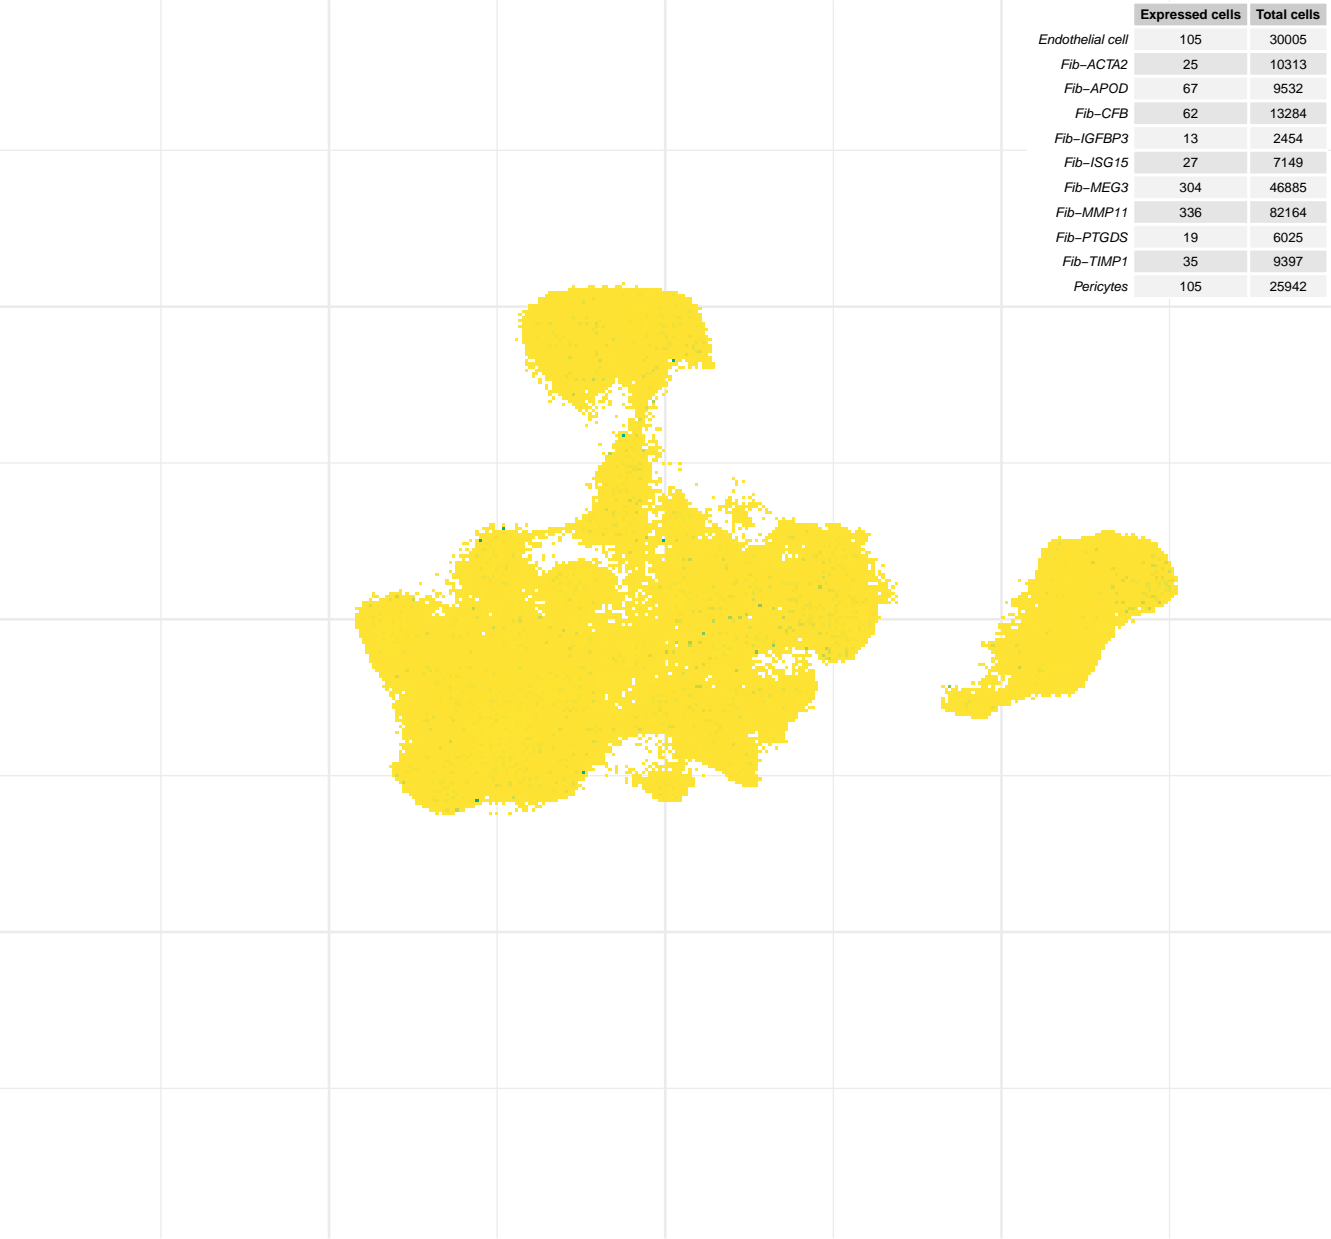 Expressed cells Total cells
Endothelial cell 105 30005
Fib−ACTA2 25 10313
Fib−APOD 67 9532
Fib−CFB 62 13284
Fib−IGFBP3 13 2454
Fib−ISG15 27 7149
Fib−MEG3 304 46885
Fib−MMP11 336 82164
Fib−PTGDS 19 6025
Fib−TIMP1 35 9397
Pericytes 105 25942